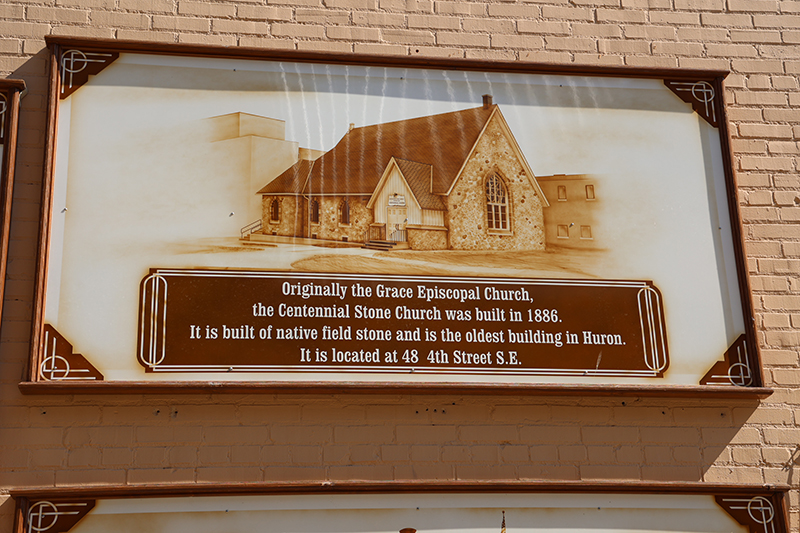 Originally the Grace Episcopal Church,
the Centennial Stone Church was built in 1886.
It is built of native field stone and is the oldest building in Huron.
It is located at 48 4th Street S.E.